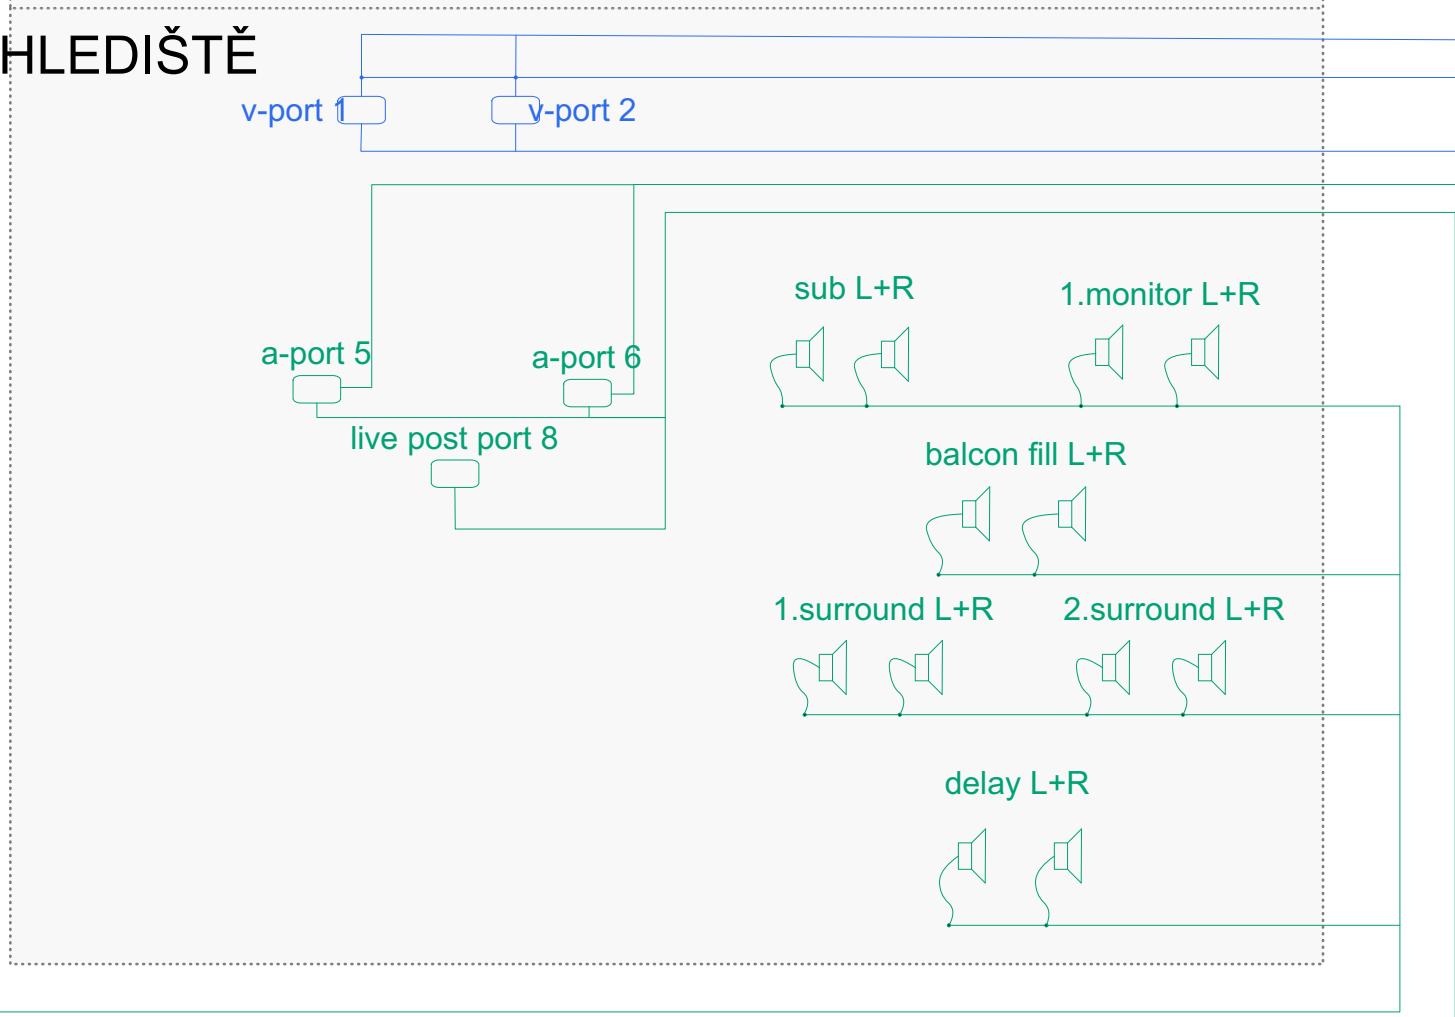 HLEDIŠTĚ
v-port 1
v-port 2
sub L+R
1.monitor L+R
a-port 5
a-port 6
live post port 8
balcon fill L+R
1.surround L+R
2.surround L+R
delay L+R